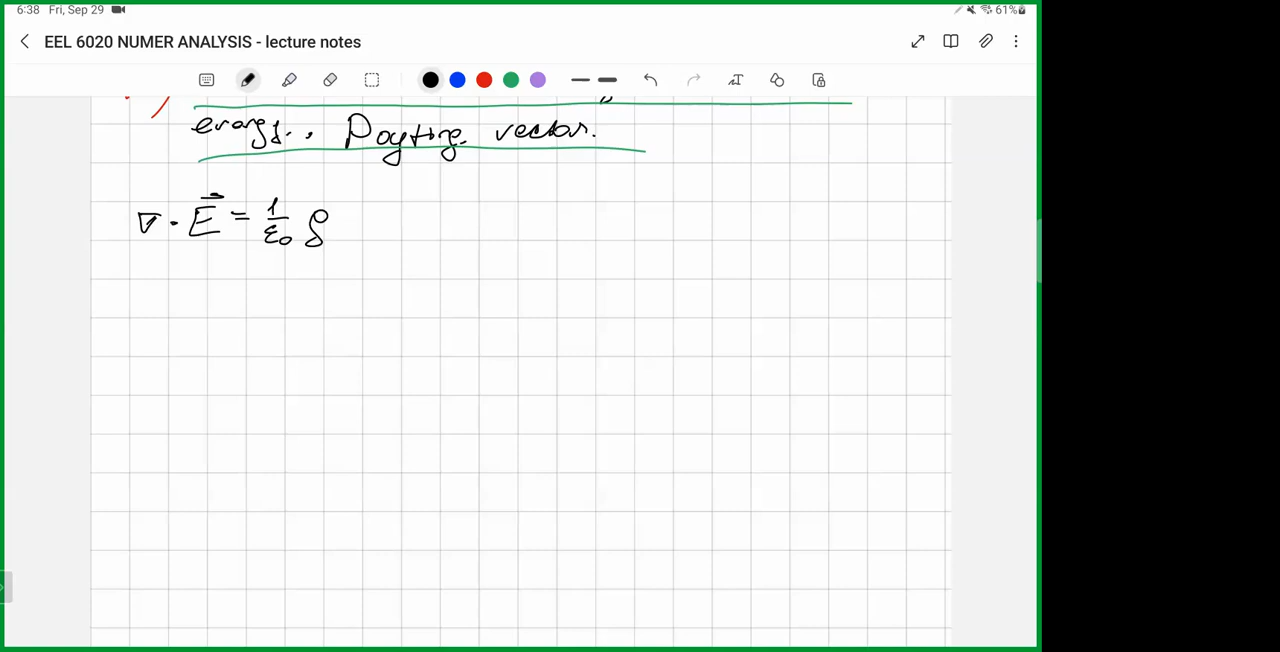 6:38 Fri, Sep 29 61%
EEL 6020 NUMER ANALYSIS - lecture notes
energy. Poyting vector.
∇ · E⃗ = 1/ε₀ ρ